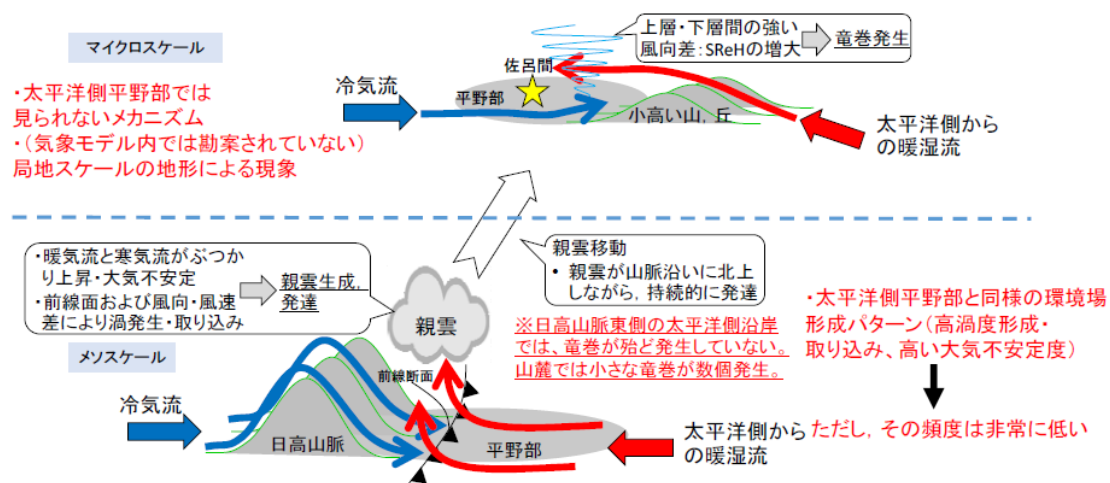 マイクロスケール
・太平洋側平野部では
見られないメカニズム
・（気象モデル内では勘案されていない）
局地スケールの地形による現象
冷気流
平野部
佐呂間
小高い山，丘
上層・下層間の強い
風向差：SReHの増大
竜巻発生
太平洋側から
の暖湿流
・暖気流と寒気流がぶつか
り上昇・大気不安定
・前線面および風向・風速
差により渦発生・取り込み
親雲生成，
発達
親雲移動
• 親雲が山脈沿いに北上
しながら，持続的に発達
親雲
※日高山脈東側の太平洋側沿岸
では、竜巻が殆ど発生していない。
山麓では小さな竜巻が数個発生。
・太平洋側平野部と同様の環境場
形成パターン（高渦度形成・
取り込み、高い大気不安定度）
ただし，その頻度は非常に低い
メソスケール
冷気流
日高山脈
前線断面
平野部
太平洋側から
の暖湿流